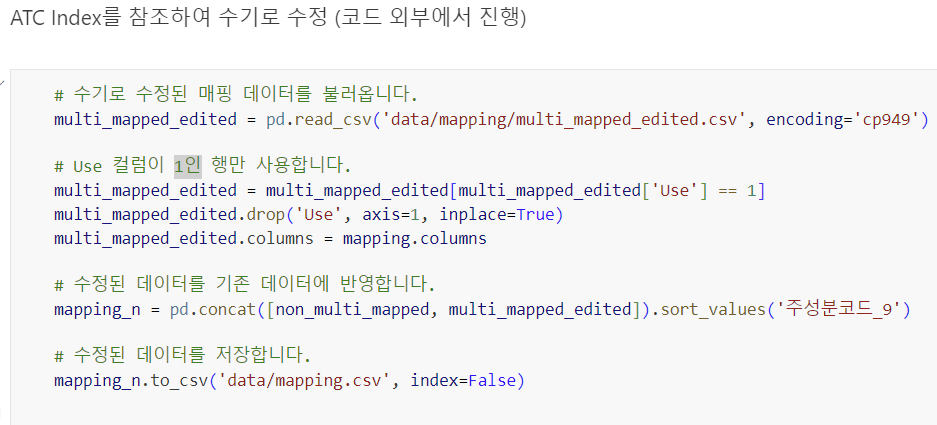 ATC Index를 참조하여 수기로 수정 (코드 외부에서 진행)
# 수기로 수정된 매핑 데이터를 불러옵니다.
multi_mapped_edited = pd.read_csv('data/mapping/multi_mapped_edited.csv', encoding='cp949')
# Use 컬럼이 1인 행만 사용합니다.
multi_mapped_edited = multi_mapped_edited[multi_mapped_edited['Use'] == 1]
multi_mapped_edited.drop('Use', axis=1, inplace=True)
multi_mapped_edited.columns = mapping.columns
# 수정된 데이터를 기존 데이터에 반영합니다.
mapping_n = pd.concat([non_multi_mapped, multi_mapped_edited]).sort_values('주성분코드_9')
# 수정된 데이터를 저장합니다.
mapping_n.to_csv('data/mapping.csv', index=False)